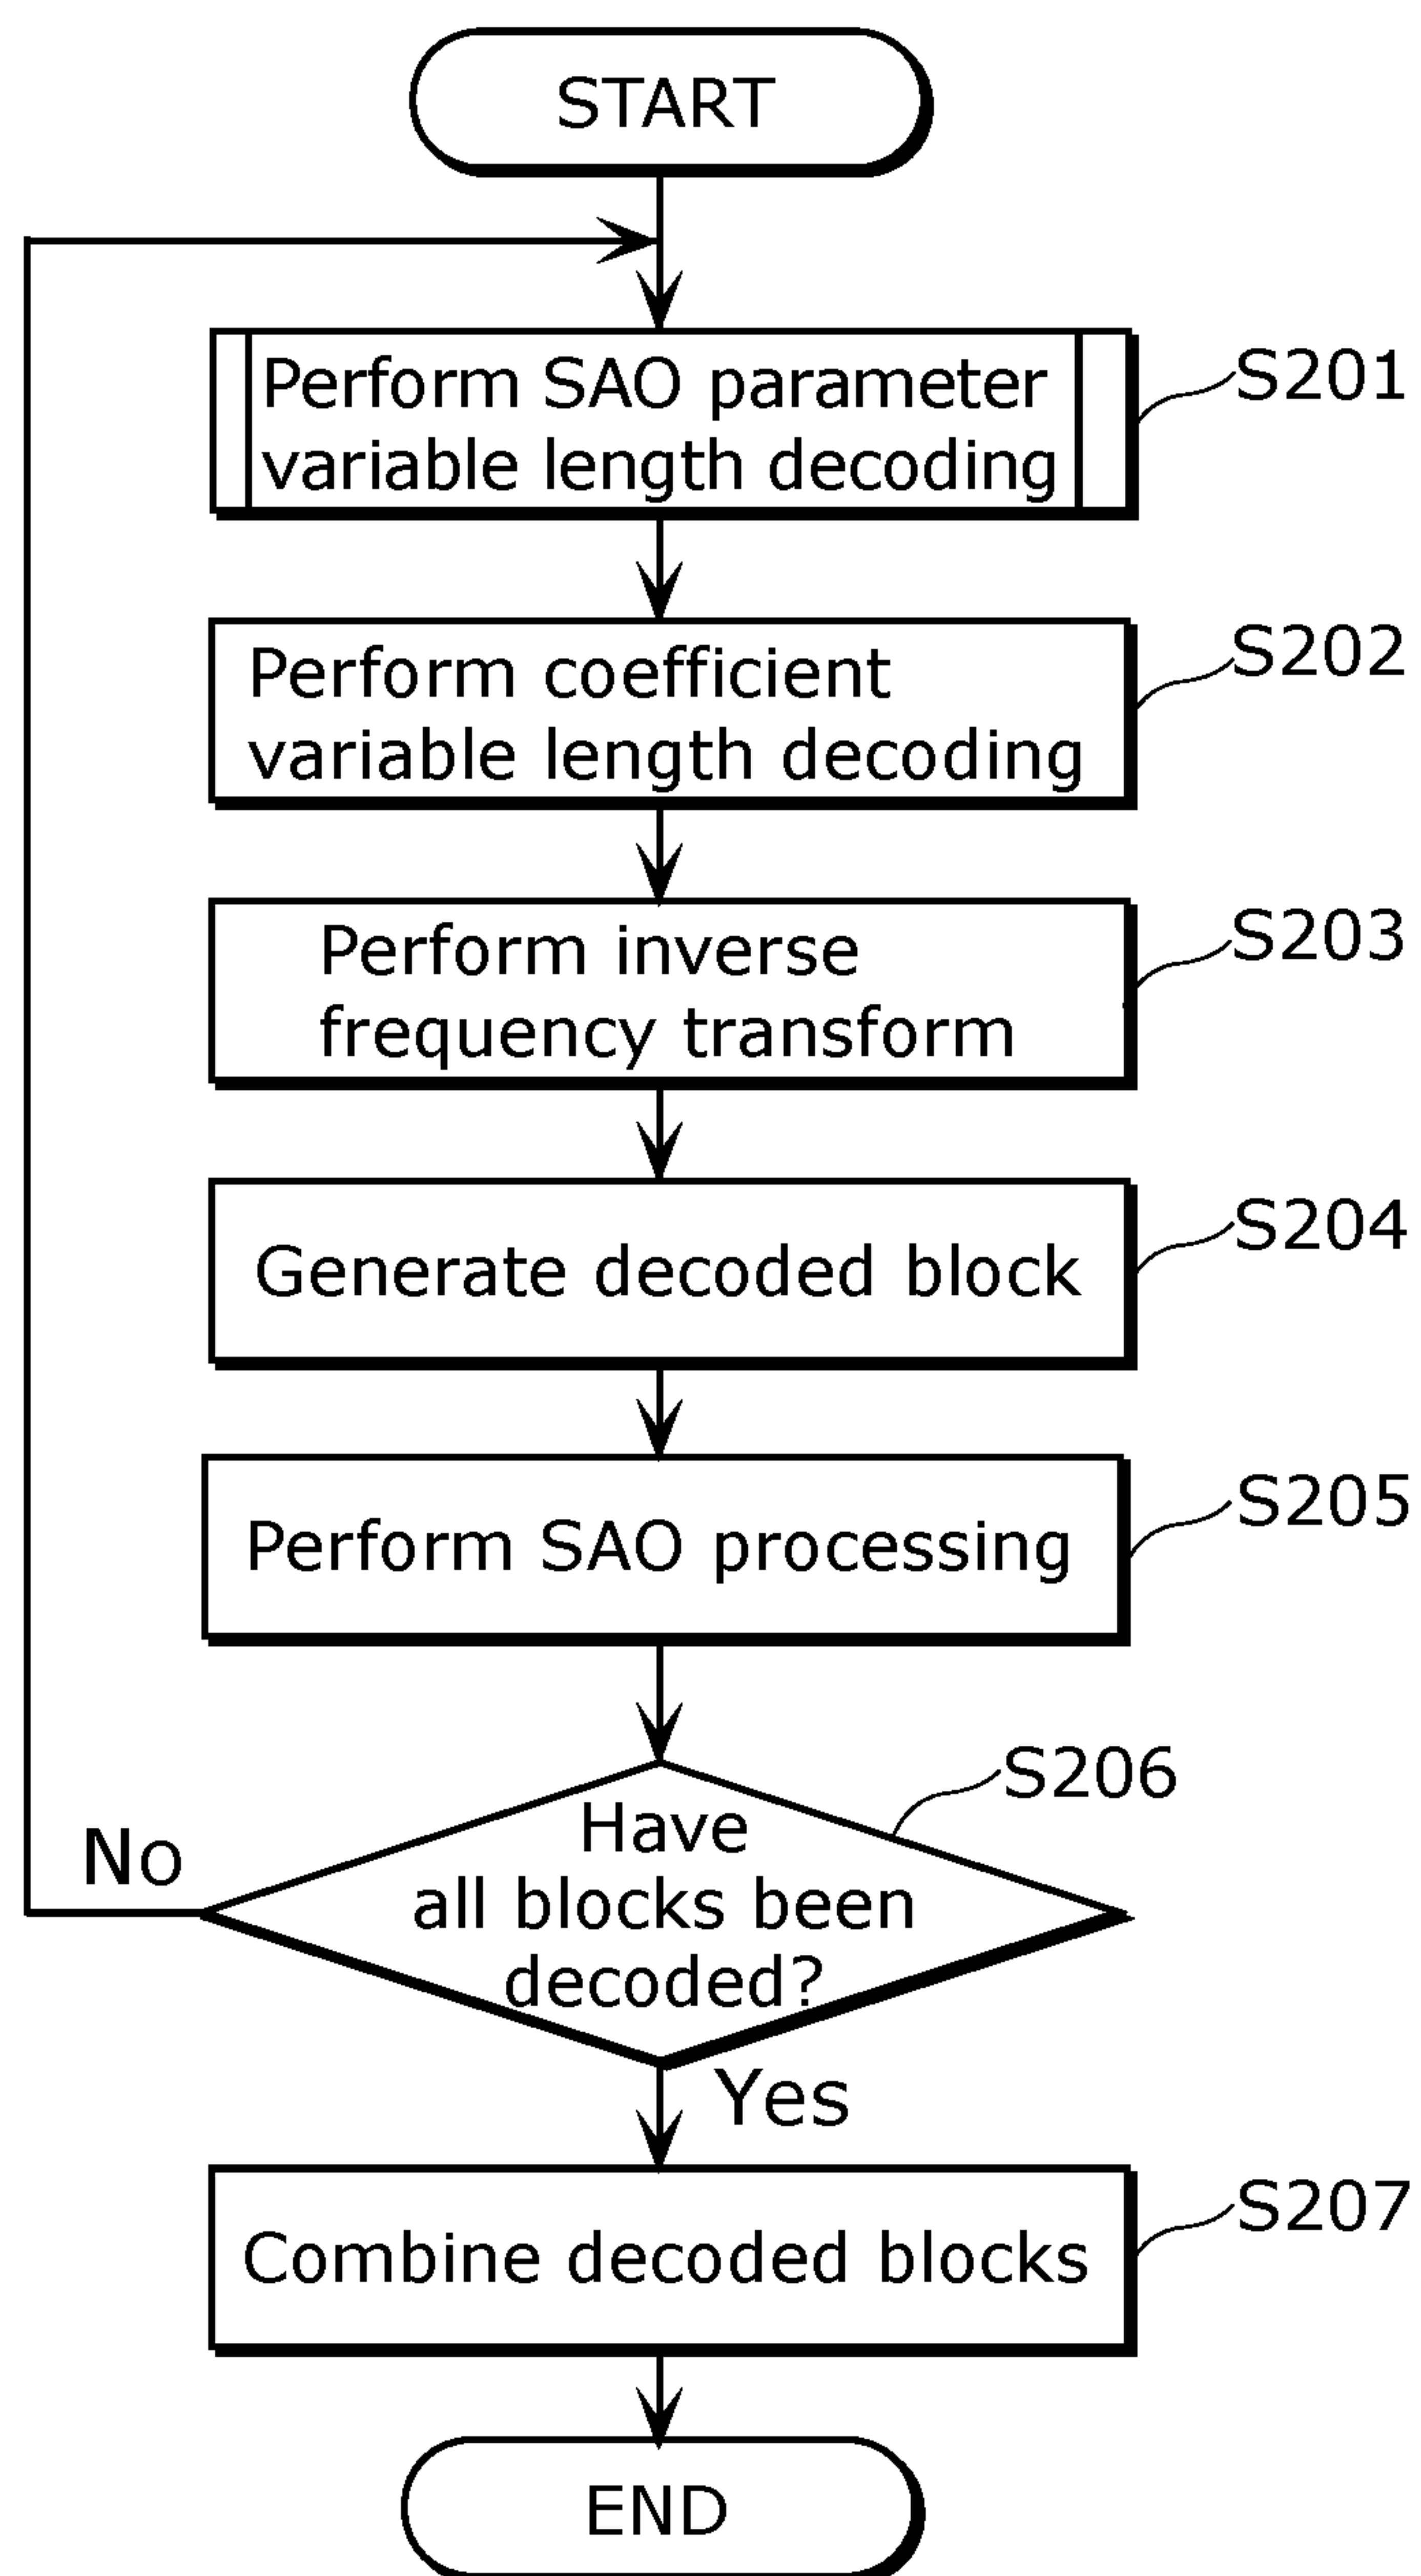 START
Perform SAO parameter
variable length decoding
S201
Perform coefficient
variable length decoding
S202
Perform inverse
frequency transform
S203
Generate decoded block
S204
Perform SAO processing
S205
Have
all blocks been
decoded?
S206
No
Yes
Combine decoded blocks
S207
END